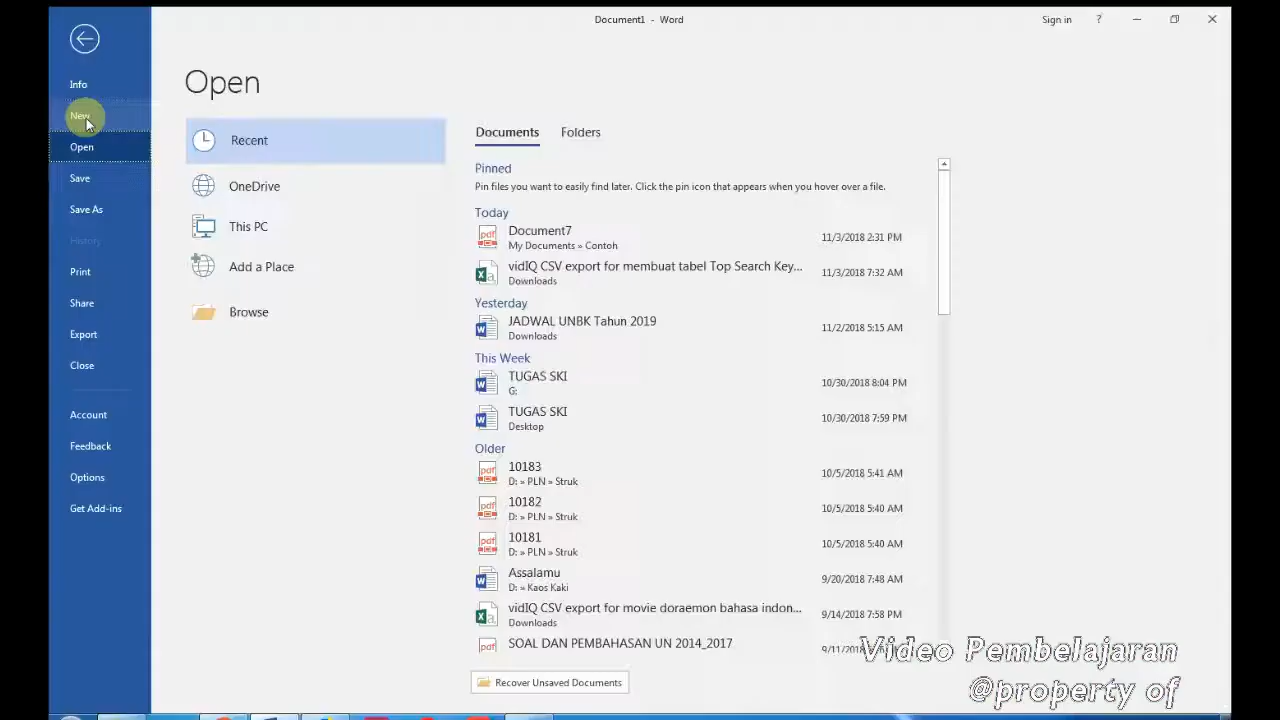 Document1 - Word
Sign in ?
Info
New
Open
Save
Save As
History
Print
Share
Export
Close
Account
Feedback
Options
Get Add-ins
Open
Recent
OneDrive
This PC
Add a Place
Browse
Documents Folders
Pinned
Pin files you want to easily find later. Click the pin icon that appears when you hover over a file.
Today
Document7 11/3/2018 2:31 PM
My Documents » Contoh
vidIQ CSV export for membuat tabel Top Search Key... 11/3/2018 7:32 AM
Downloads
Yesterday
JADWAL UNBK Tahun 2019 11/2/2018 5:15 AM
Downloads
This Week
TUGAS SKI 10/30/2018 8:04 PM
G:
TUGAS SKI 10/30/2018 7:59 PM
Desktop
Older
10183 10/5/2018 5:41 AM
D: » PLN » Struk
10182 10/5/2018 5:40 AM
D: » PLN » Struk
10181 10/5/2018 5:40 AM
D: » PLN » Struk
Assalamu 9/20/2018 7:48 AM
D: » Kaos Kaki
vidIQ CSV export for movie doraemon bahasa indon... 9/14/2018 7:58 PM
Downloads
SOAL DAN PEMBAHASAN UN 2014_2017 9/11/2018
Recover Unsaved Documents
Video Pembelajaran
@property of